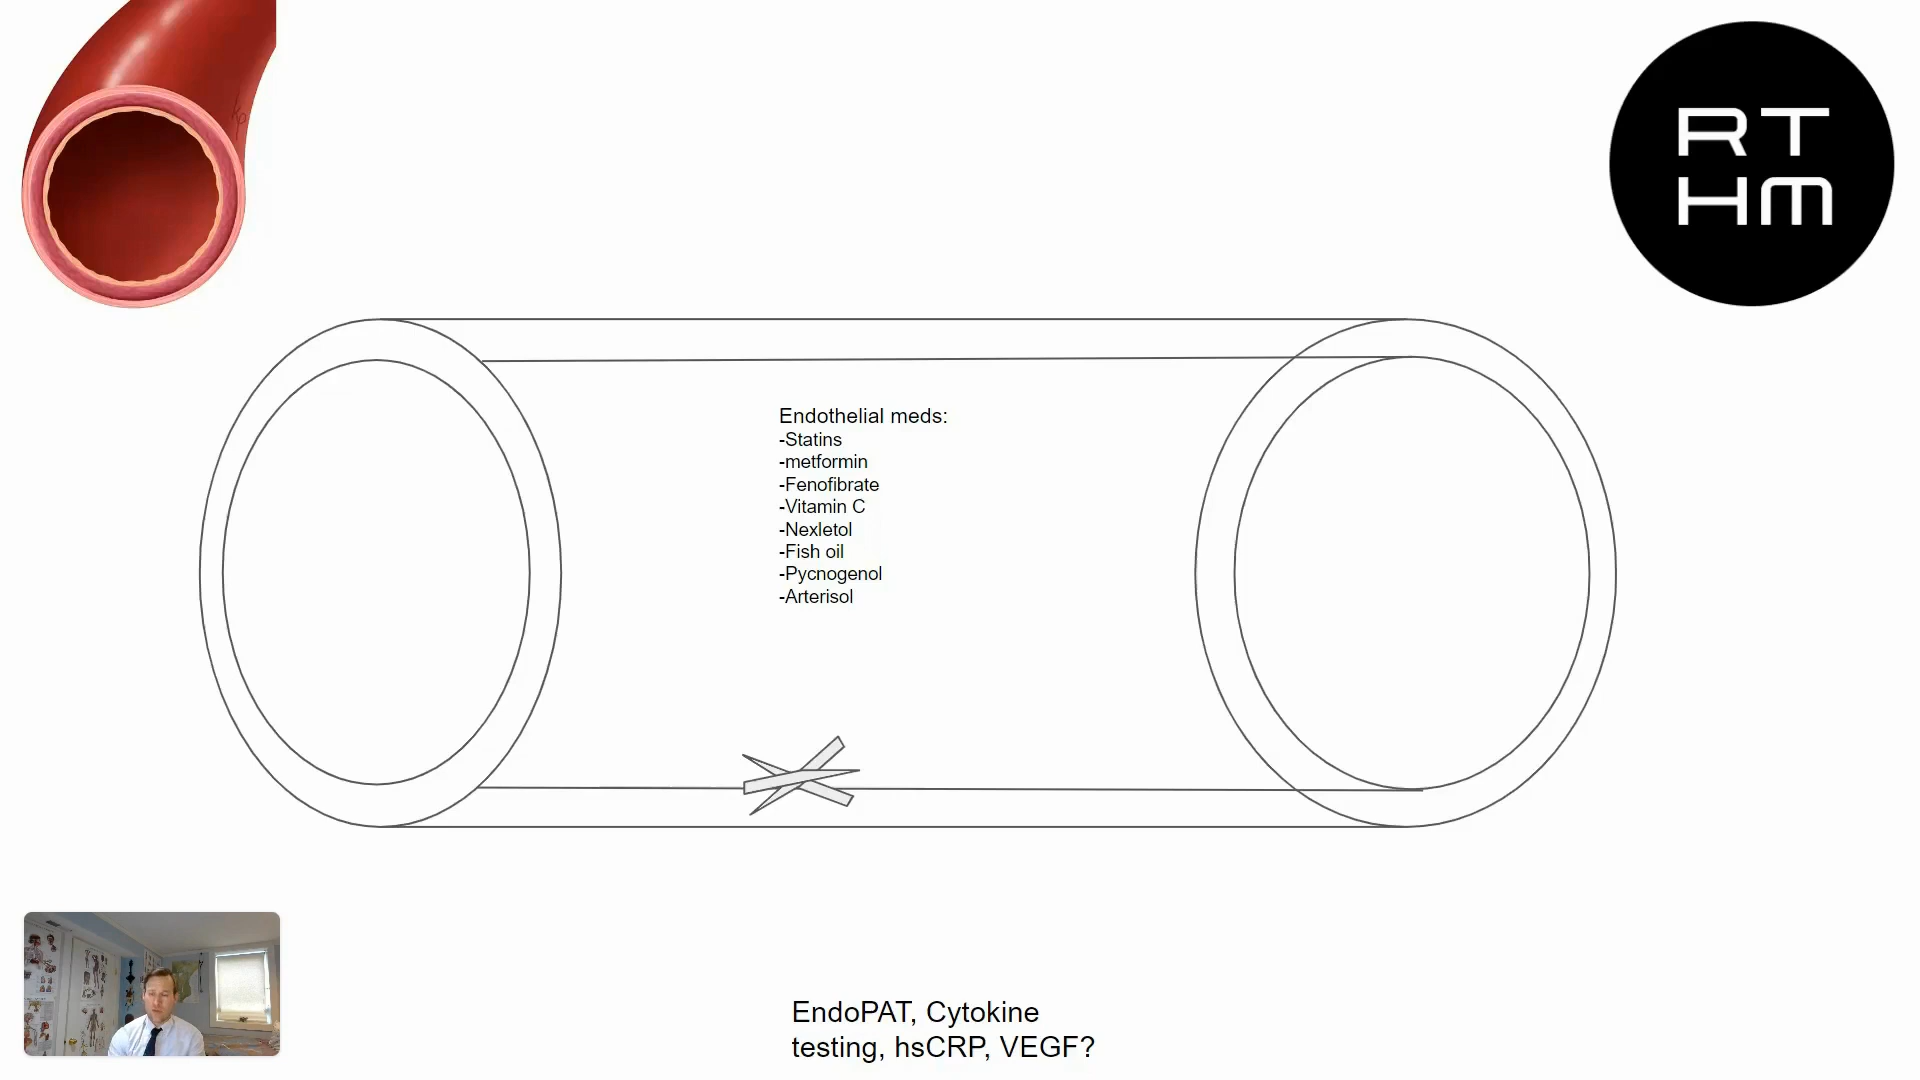 RT
HM
Endothelial meds:
-Statins
-metformin
-Fenofibrate
-Vitamin C
-Nexletol
-Fish oil
-Pycnogenol
-Arterisol
EndoPAT, Cytokine
testing, hsCRP, VEGF?